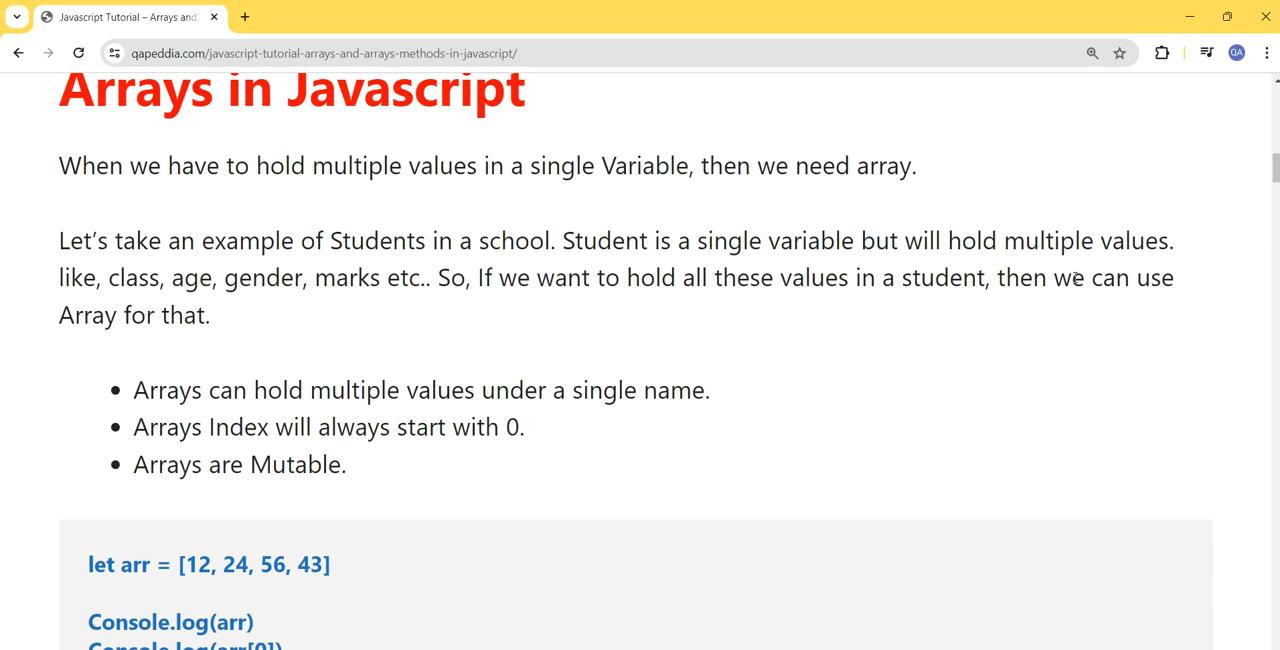 Javascript Tutorial – Arrays and
qapeddia.com/javascript-tutorial-arrays-and-arrays-methods-in-javascript/
QA
Arrays in Javascript
When we have to hold multiple values in a single Variable, then we need array.
Let's take an example of Students in a school. Student is a single variable but will hold multiple values.
like, class, age, gender, marks etc.. So, If we want to hold all these values in a student, then we can use
Array for that.
• Arrays can hold multiple values under a single name.
• Arrays Index will always start with 0.
• Arrays are Mutable.
let arr = [12, 24, 56, 43]
Console.log(arr)
Console.log(arr[0])